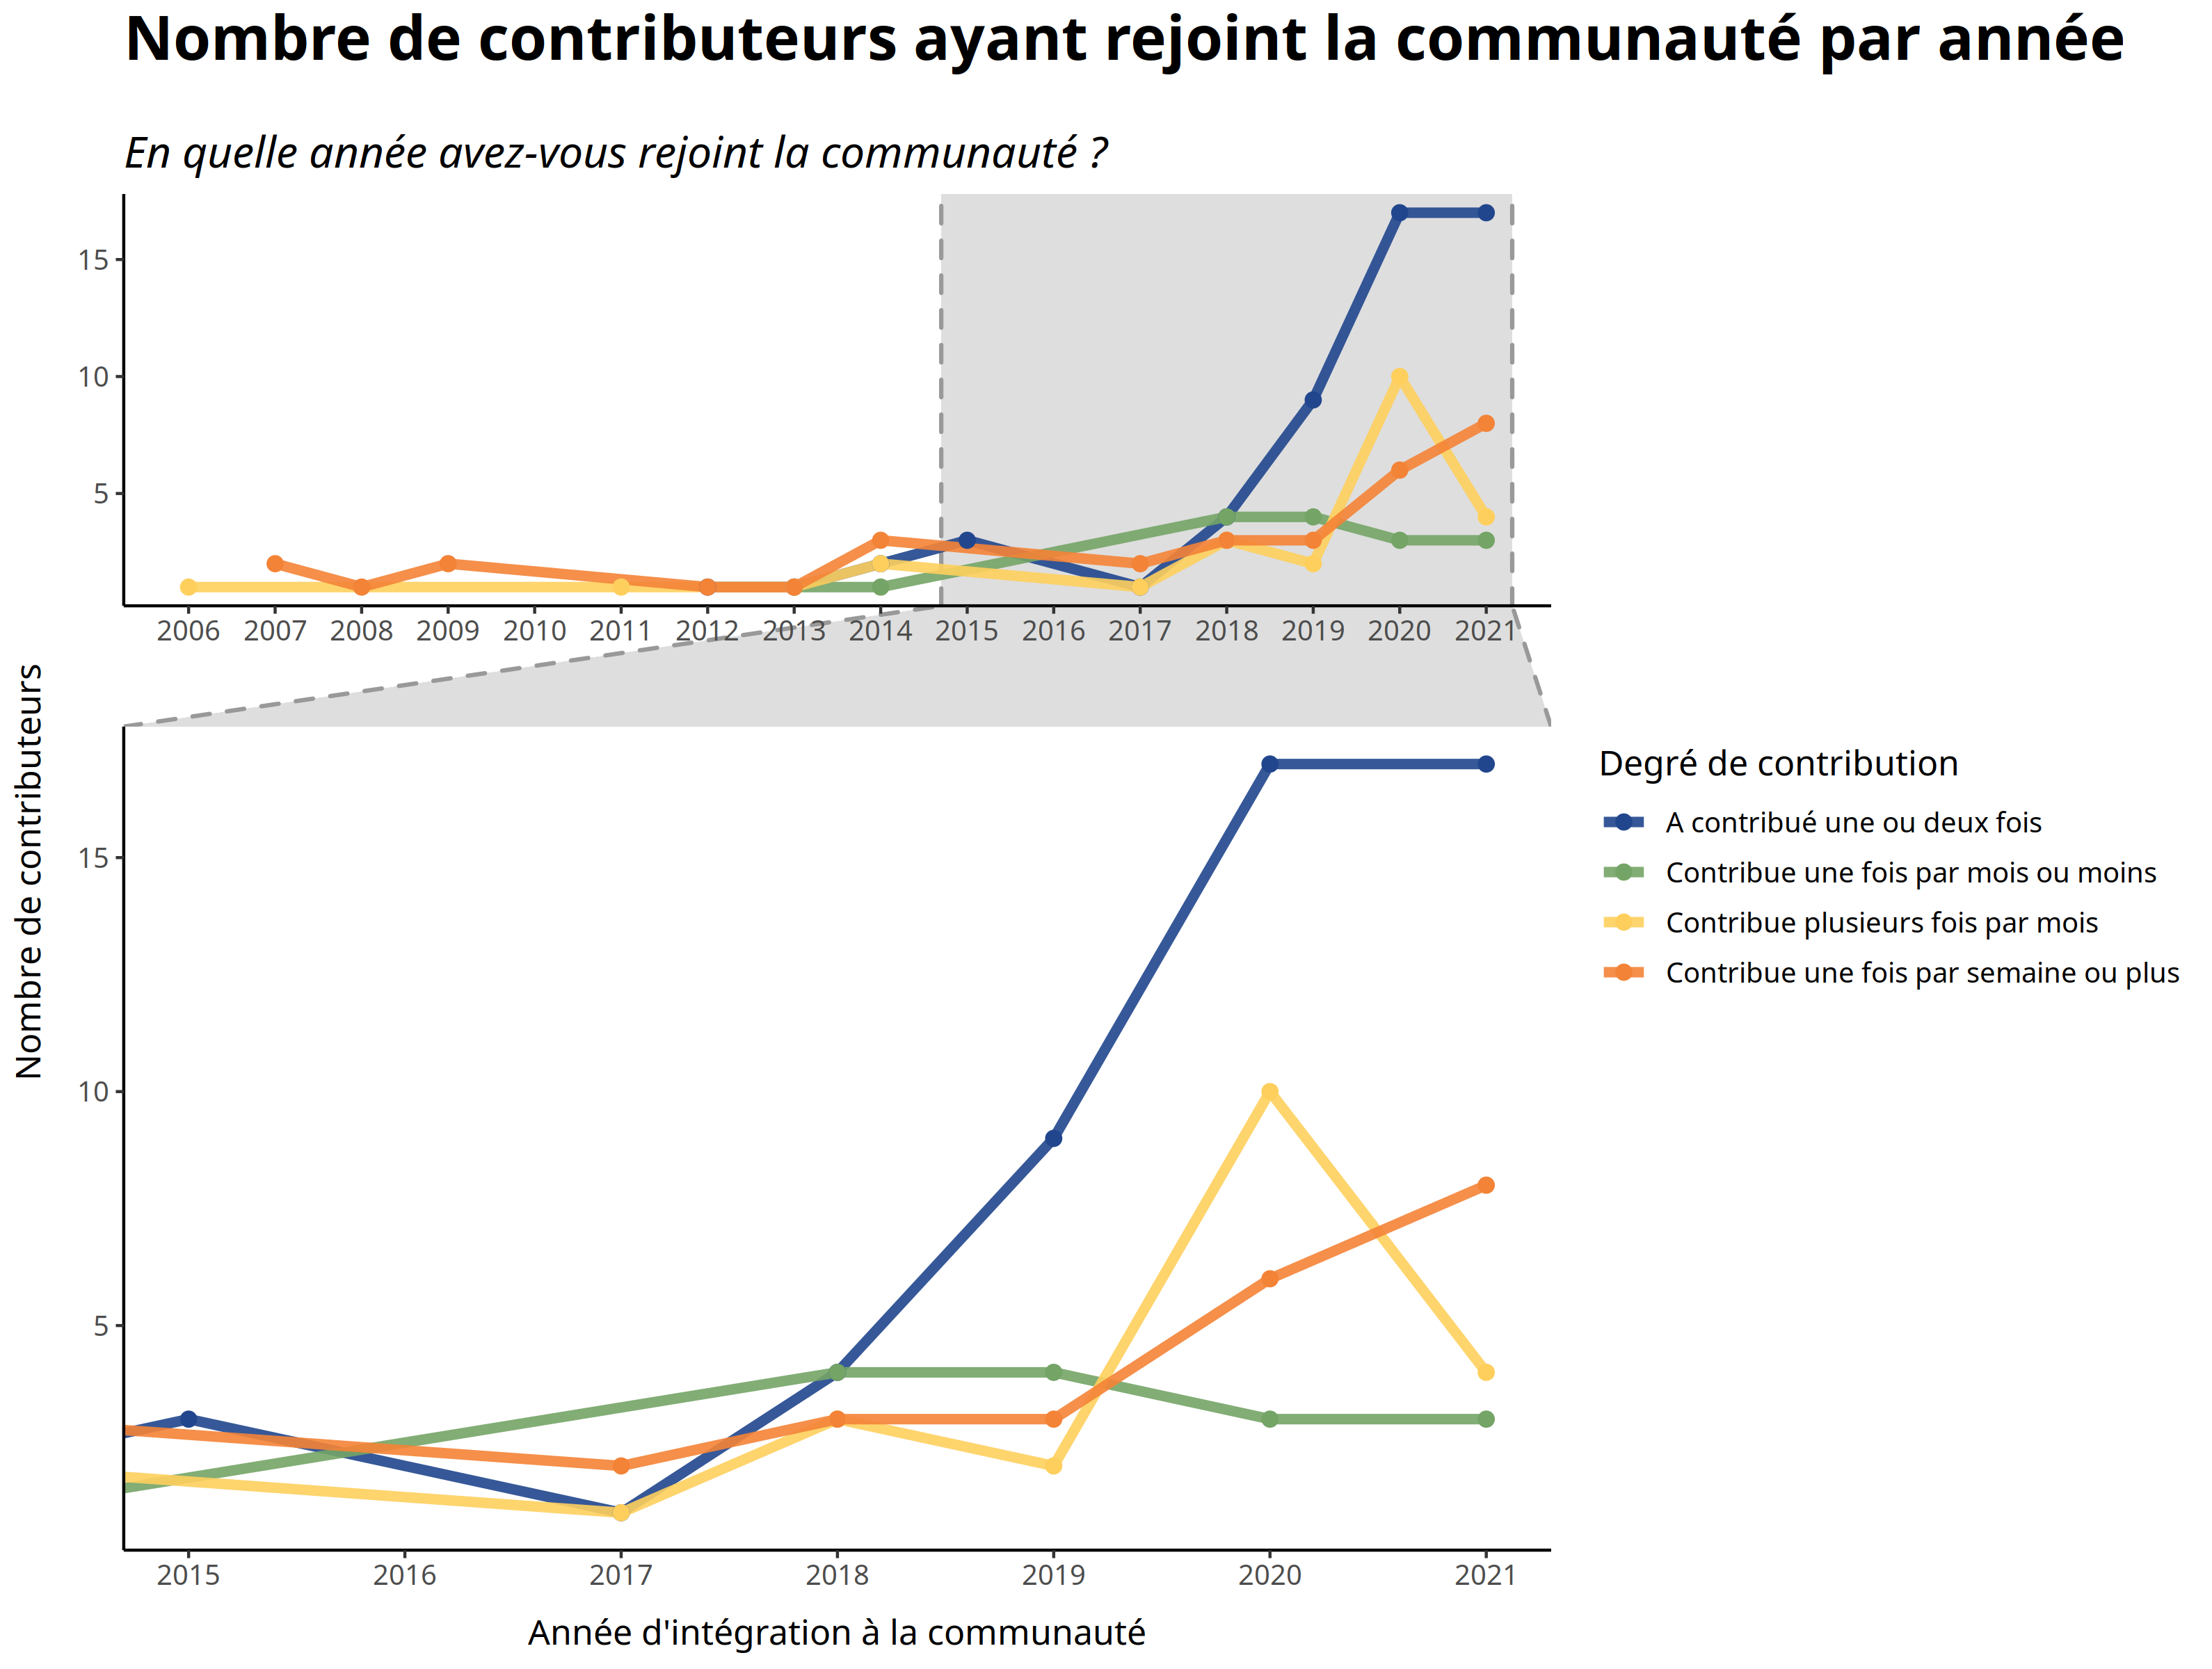 Nombre de contributeurs ayant rejoint la communauté par année
En quelle année avez-vous rejoint la communauté ?
15
10
5
2006 2007 2008 2009 2010 2011 2012 2013 2014 2015 2016 2017 2018 2019 2020 2021
Nombre de contributeurs
15
10
5
2015 2016 2017 2018 2019 2020 2021
Année d'intégration à la communauté
Degré de contribution
A contribué une ou deux fois
Contribue une fois par mois ou moins
Contribue plusieurs fois par mois
Contribue une fois par semaine ou plus